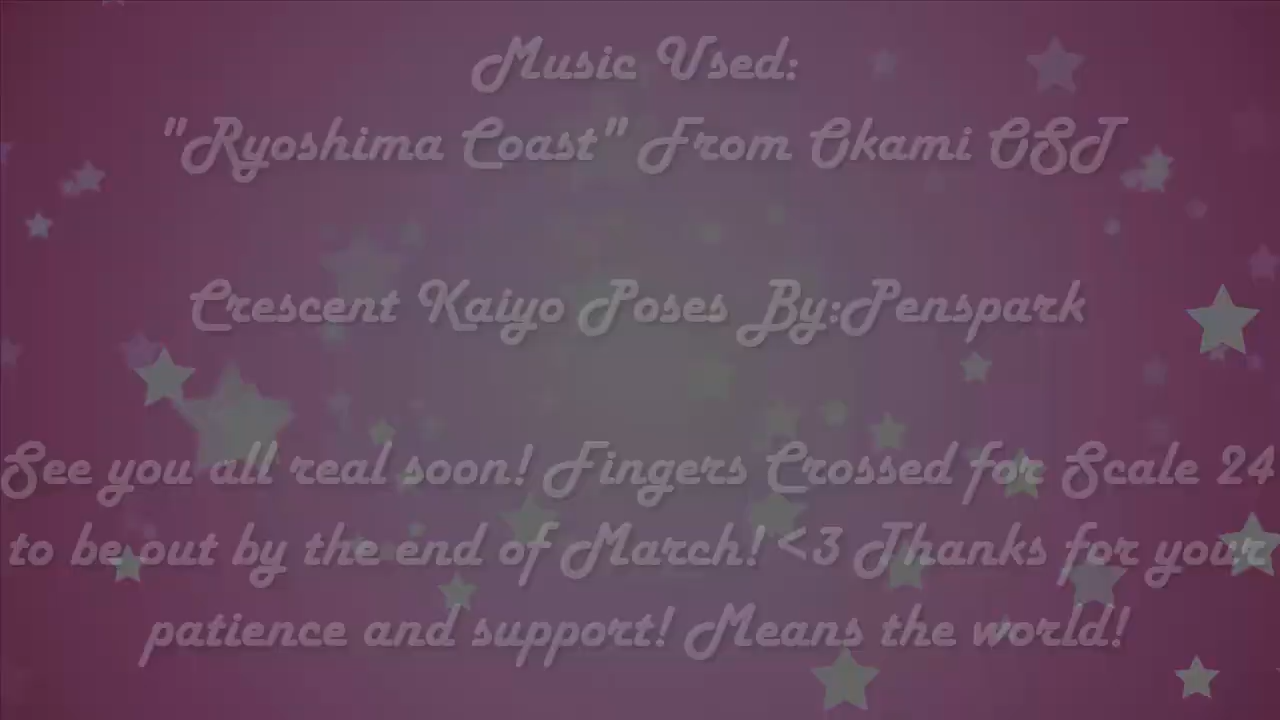 Music Used:
"Ryoshima Coast" From Okami OST
Crescent Kaiyo Poses By:Penspark
See you all real soon! Fingers Crossed for Scale 24
to be out by the end of March! <3 Thanks for your
patience and support! Means the world!